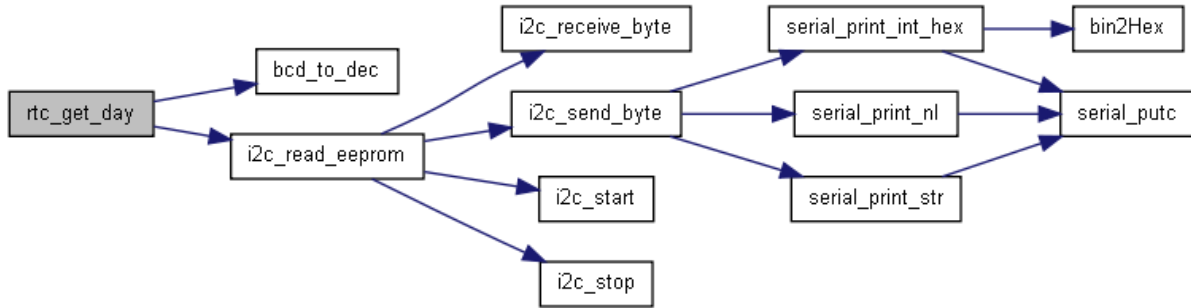 rtc_get_day
bcd_to_dec
i2c_read_eeprom
i2c_receive_byte
i2c_send_byte
i2c_start
i2c_stop
serial_print_int_hex
serial_print_nl
serial_print_str
bin2Hex
serial_putc